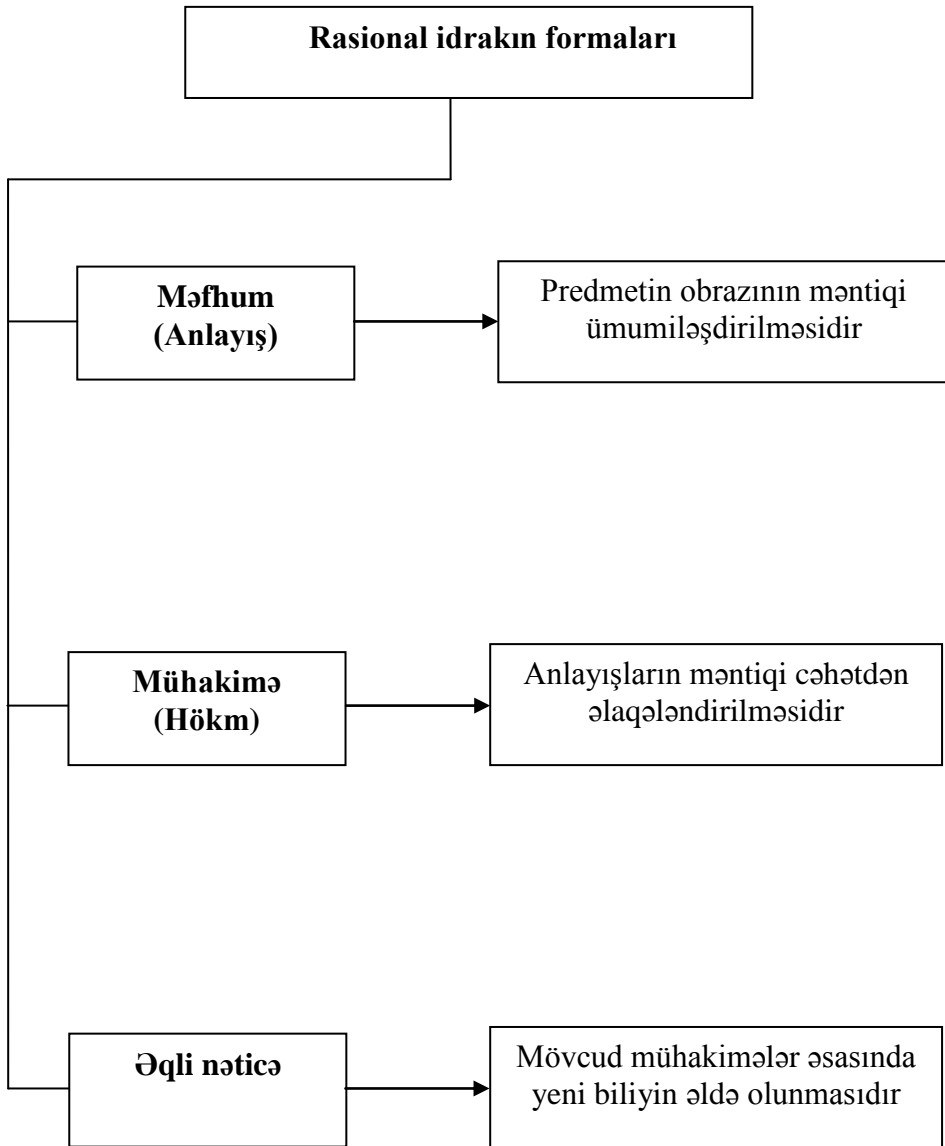 Rasional idrakın formaları
Məfhum
(Anlayış)
Predmetin obrazının məntiqi
ümumiləşdirilməsidir
Mühakimə
(Hökm)
Anlayışların məntiqi cəhətdən
əlaqələndirilməsidir
Əqli nəticə
Mövcud mühakimələr əsasında
yeni biliyin əldə olunmasıdır